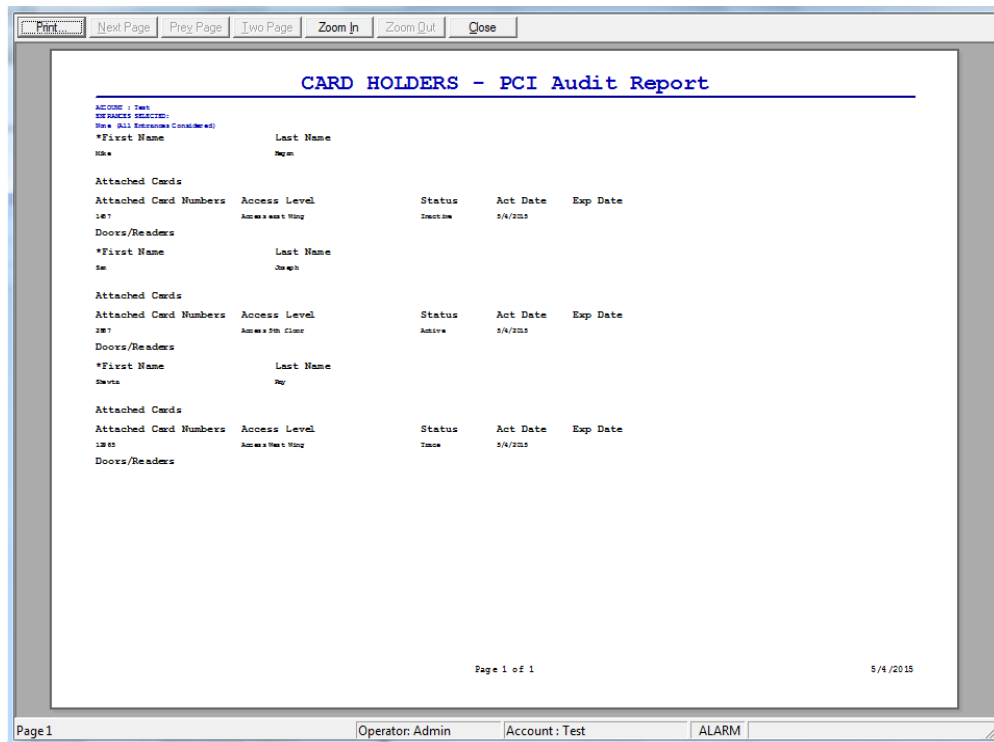 Print... Next Page Prev Page Two Page Zoom In Zoom Out Close
CARD HOLDERS - PCI Audit Report
ACCOUNT : Test
ENTRANCES SELECTED:
None (All Entrances Considered)
*First Name Last Name
Mike
Attached Cards
Attached Card Numbers Access Level Status Act Date Exp Date
Access east Wing Inactive 5/4/2015
Doors/Readers
*First Name Last Name
Joseph
Attached Cards
Attached Card Numbers Access Level Status Act Date Exp Date
Access 5th floor Active 5/4/2015
Doors/Readers
*First Name Last Name
Roy
Attached Cards
Attached Card Numbers Access Level Status Act Date Exp Date
Access West Wing Trace 5/4/2015
Doors/Readers
Page 1 of 1 5/4/2015
Page 1 Operator: Admin Account : Test ALARM